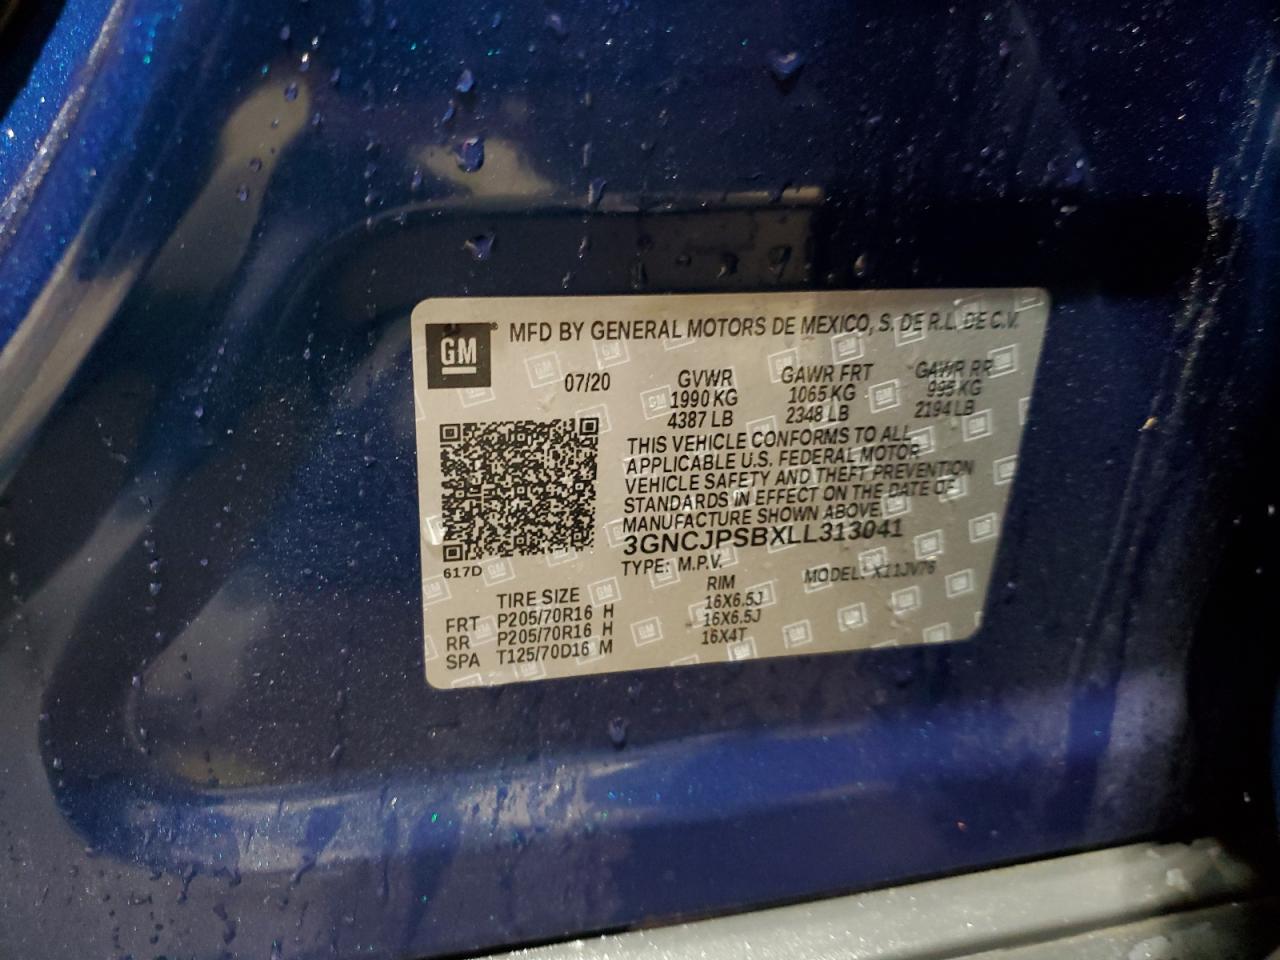 GM ® MFD BY GENERAL MOTORS DE MEXICO, S. DE R.L. DE C.V.
07/20 GVWR GAWR FRT GAWR RR
1990 KG 1065 KG 995 KG
4387 LB 2348 LB 2194 LB
THIS VEHICLE CONFORMS TO ALL
APPLICABLE U.S. FEDERAL MOTOR
VEHICLE SAFETY AND THEFT PREVENTION
STANDARDS IN EFFECT ON THE DATE OF
MANUFACTURE SHOWN ABOVE.
3GNCJPSBXLL313041
617D TYPE: M.P.V. MODEL: X11JV76
TIRE SIZE RIM
FRT P205/70R16 H 16X6.5J
RR P205/70R16 H 16X6.5J
SPA T125/70D16 M 16X4T